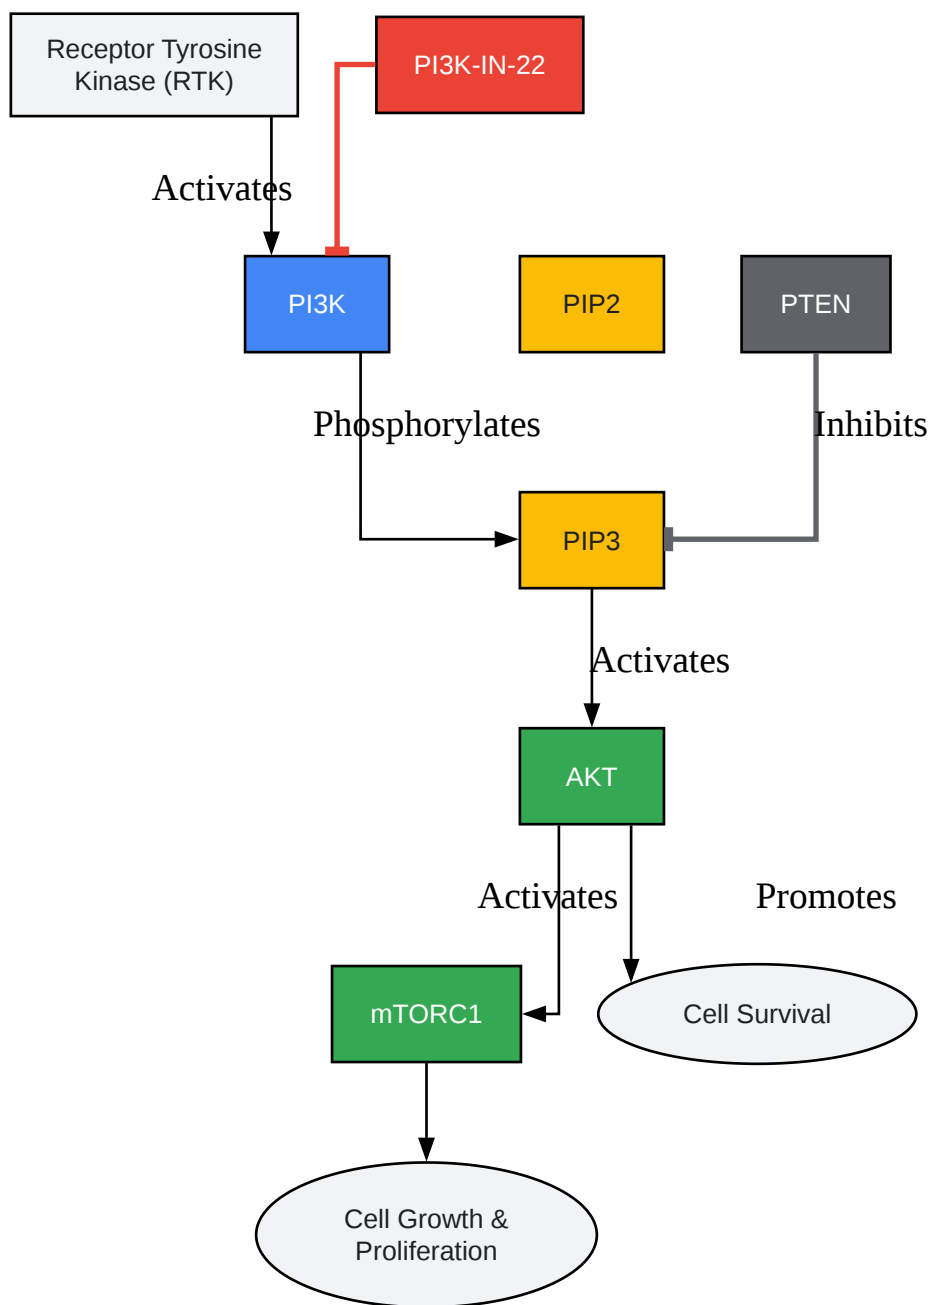 Receptor Tyrosine
Kinase (RTK)
PI3K-IN-22
Activates
PI3K
PIP2
PTEN
Phosphorylates
Inhibits
PIP3
Activates
AKT
Activates
Promotes
mTORC1
Cell Survival
Cell Growth &
Proliferation